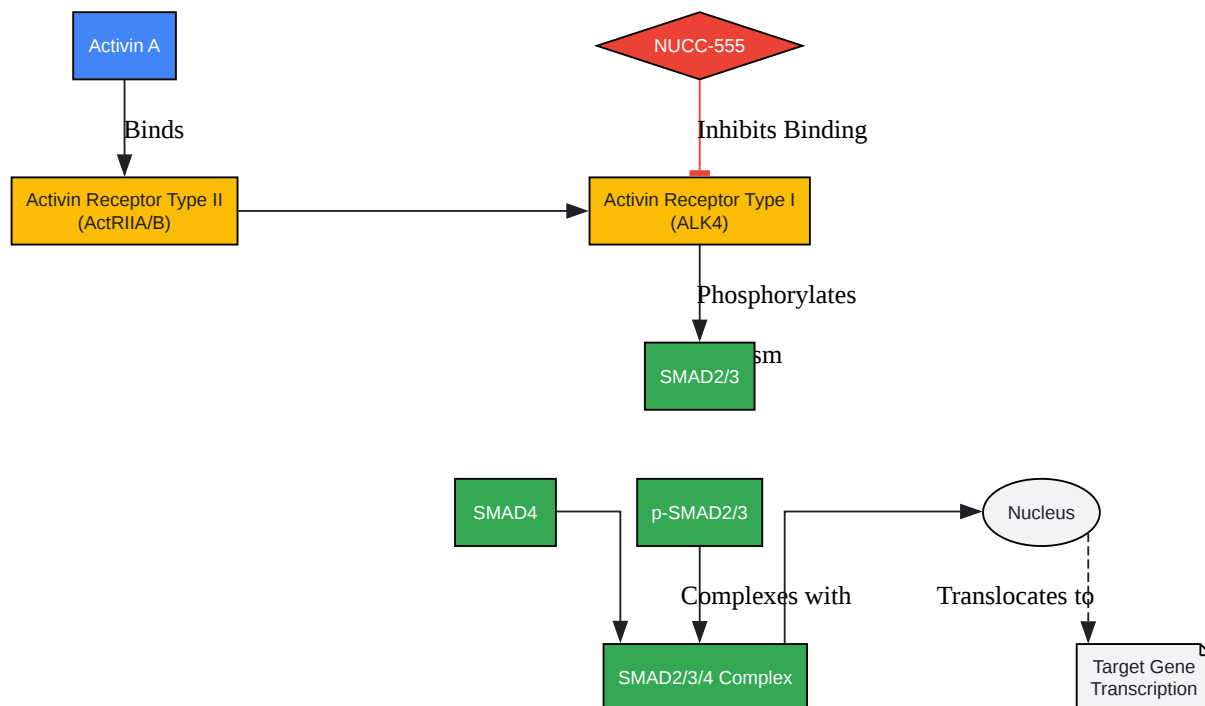 Activin A
NUCC-555
Binds
Inhibits Binding
Activin Receptor Type II
(ActRIIA/B)
Activin Receptor Type I
(ALK4)
Phosphorylates
sm
SMAD2/3
SMAD4
p-SMAD2/3
Nucleus
Complexes with
Translocates to
SMAD2/3/4 Complex
Target Gene
Transcription